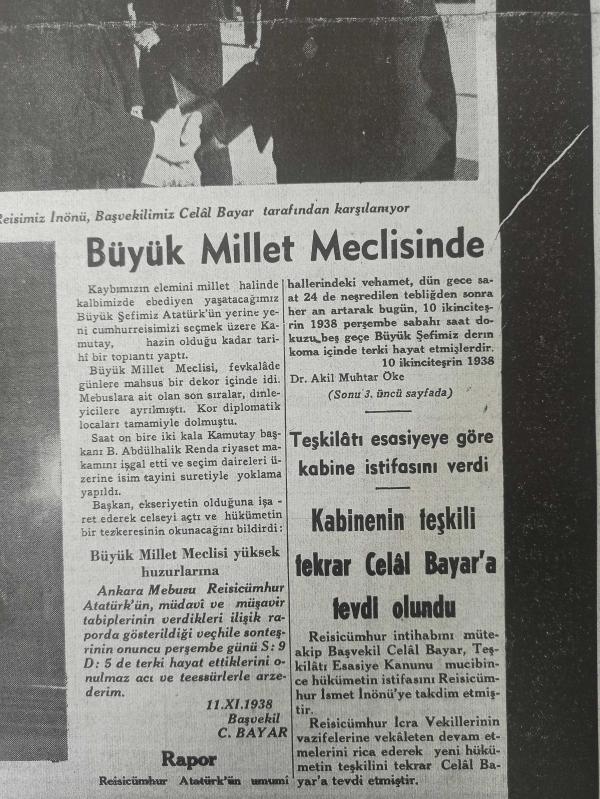 Reisimiz İnönü, Başvekilimiz Celâl Bayar tarafından karşılanıyor
Büyük Millet Meclisinde
Kaybımızın elemini millet halinde
kalbimizde ebediyen yaşatacağımız
Büyük Şefimiz Atatürk'ün yerine ye-
ni cumhurreisimizi seçmek üzere Ka-
mutay, hazin olduğu kadar tari-
hî bir toplantı yaptı.
Büyük Millet Meclisi, fevkalâde
günlere mahsus bir dekor içinde idi.
Mebuslara ait olan son sıralar, dinle-
yicilere ayrılmıştı. Kor diplomatik
locaları tamamiyle dolmuştu.
Saat on bire iki kala Kamutay baş-
kanı B. Abdülhalik Renda riyaset ma-
kamını işgal etti ve seçim daireleri ü-
zerine isim tayini suretiyle yoklama
yapıldı.
Başkan, ekseriyetin olduğuna işa -
ret ederek celseyi açtı ve hükümetin
bir tezkeresinin okunacağını bildirdi:
Büyük Millet Meclisi yüksek
huzurlarına
Ankara Mebusu Reisicümhur
Atatürk'ün, müdavî ve müşavir
tabiplerinin verdikleri ilişik ra-
porda gösterildiği veçhile sonteş-
rinin onuncu perşembe günü S: 9
D: 5 de terki hayat ettiklerini o-
nulmaz acı ve teessürlerle arze-
derim.
11.XI.1938
Başvekil
C. BAYAR
Rapor
Reisicümhur Atatürk'ün umumî
hallerindeki vehamet, dün gece sa-
at 24 de neşredilen tebliğden sonra
her an artarak bugün, 10 ikinciteş-
rin 1938 perşembe sabahı saat do-
kuzu beş geçe Büyük Şefimiz derin
koma içinde terki hayat etmişlerdir.
10 ikinciteşrin 1938
Dr. Akil Muhtar Öke
(Sonu 3. üncü sayfada)
Teşkilâtı esasiyeye göre
kabine istifasını verdi
Kabinenin teşkili
tekrar Celâl Bayar'a
tevdi olundu
Reisicümhur intihabını müte-
akip Başvekil Celâl Bayar, Teş-
kilâtı Esasiye Kanunu mucibin-
ce hükümetin istifasını Reisicüm-
hur İsmet İnönü'ye takdim etmiş-
tir.
Reisicümhur İcra Vekillerinin
vazifelerine vekâleten devam et-
melerini rica ederek yeni hükü-
metin teşkilini tekrar Celâl Ba-
yar'a tevdi etmiştir.